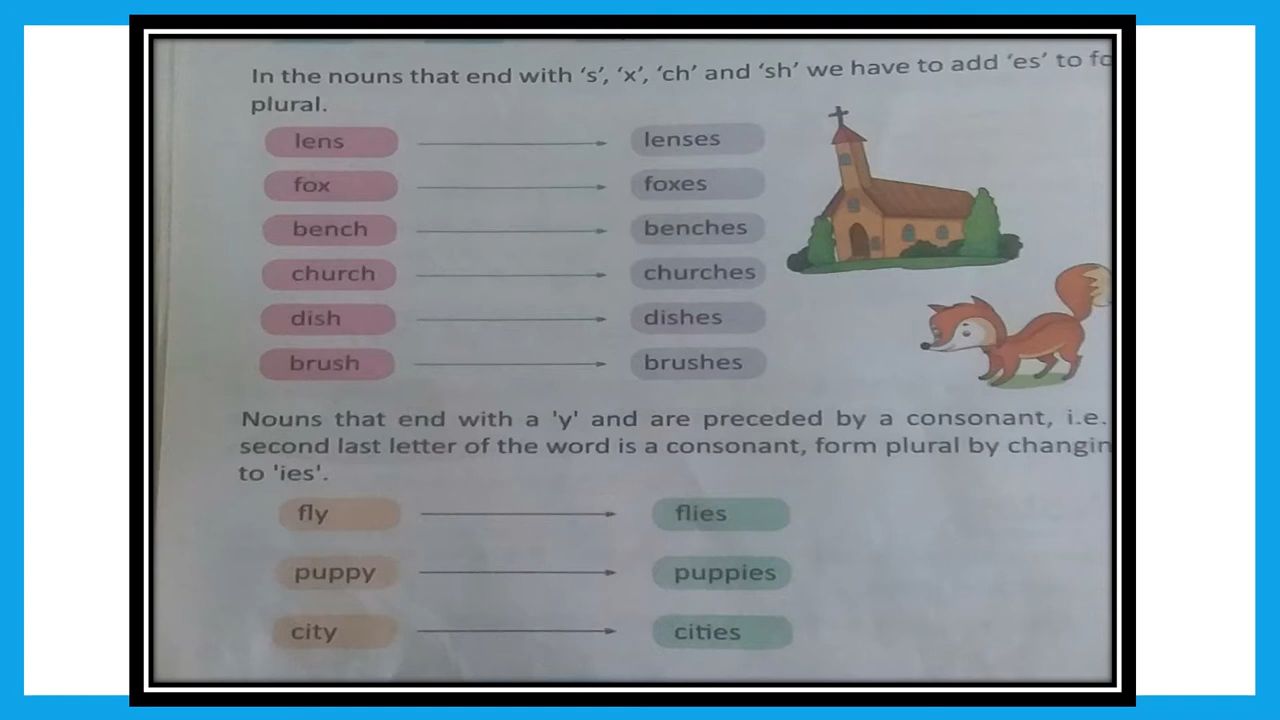 In the nouns that end with ‘s’, ‘x’, ‘ch’ and ‘sh’ we have to add ‘es’ to
plural.
lens lenses
fox foxes
bench benches
church churches
dish dishes
brush brushes
Nouns that end with a 'y' and are preceded by a consonant, i.e.
second last letter of the word is a consonant, form plural by
to 'ies'.
fly flies
puppy puppies
city cities